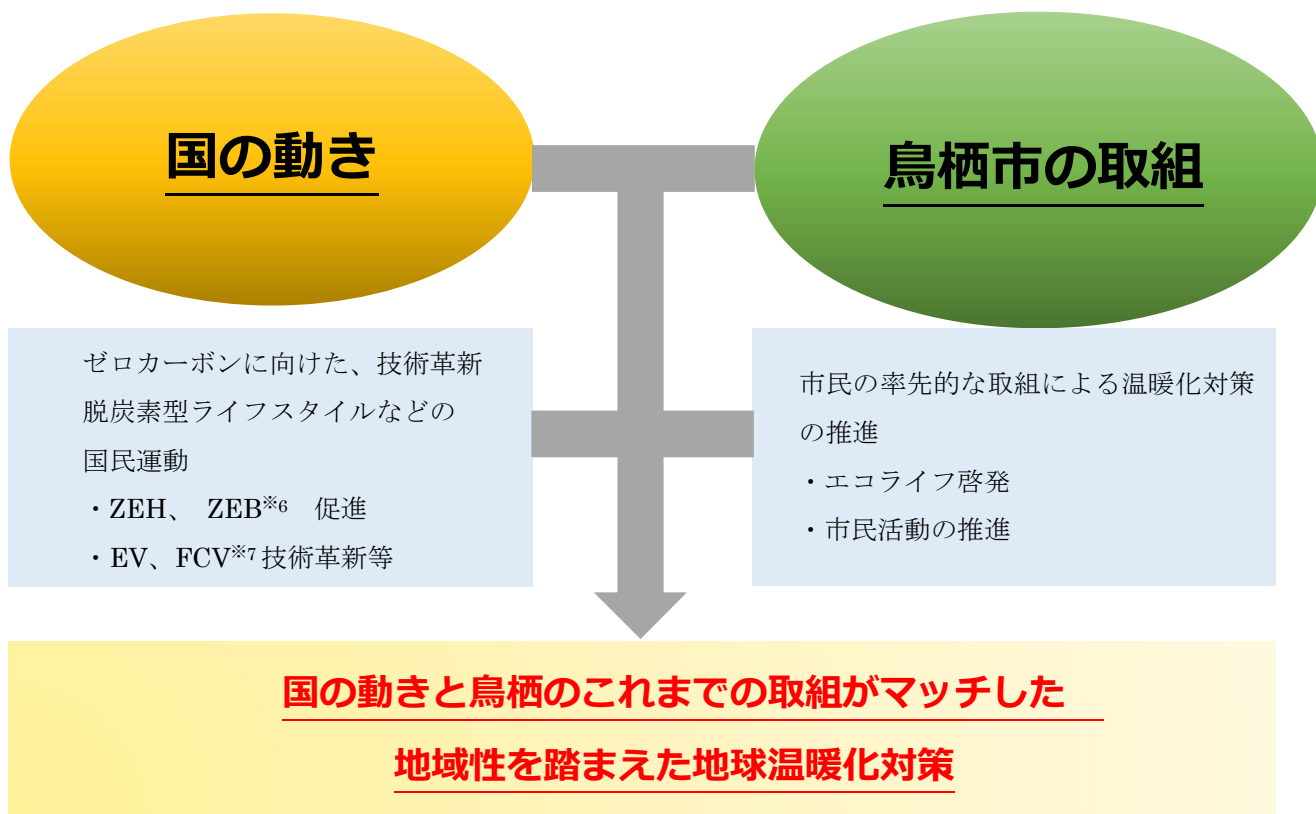 国の動き
鳥栖市の取組
ゼロカーボンに向けた、技術革新
脱炭素型ライフスタイルなどの
国民運動
・ZEH、 ZEB※6 促進
・EV、FCV※7技術革新等
市民の率先的な取組による温暖化対策
の推進
・エコライフ啓発
・市民活動の推進
国の動きと鳥栖のこれまでの取組がマッチした
地域性を踏まえた地球温暖化対策